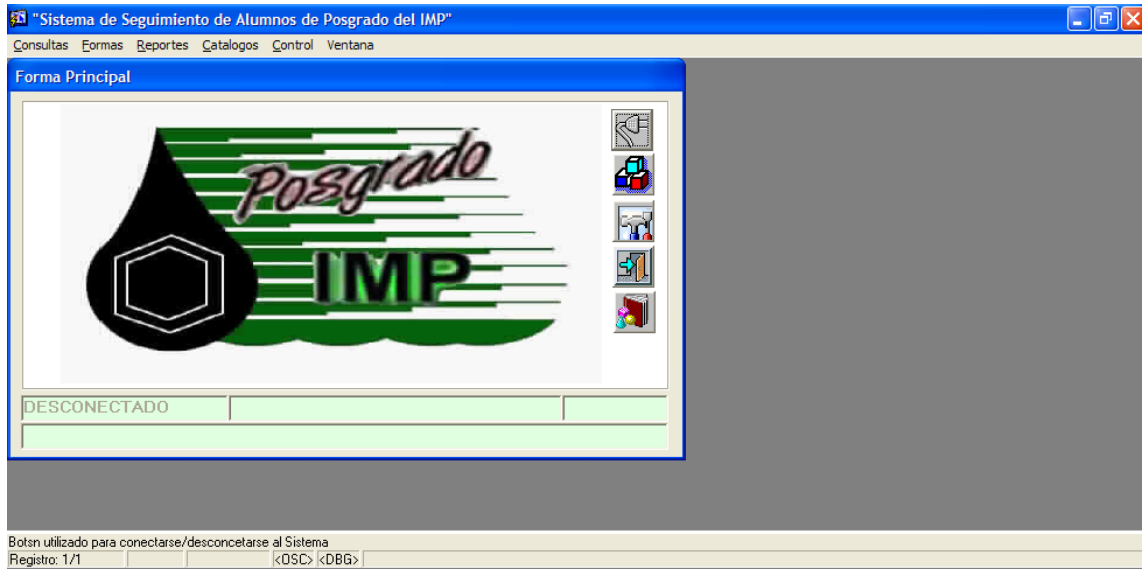 "Sistema de Seguimiento de Alumnos de Posgrado del IMP"
Consultas Formas Reportes Catalogos Control Ventana
Forma Principal
Posgrado
IMP
DESCONECTADO
Botsn utilizado para conectarse/desconcetarse al Sistema
Registro: 1/1 <OSC> <DBG>